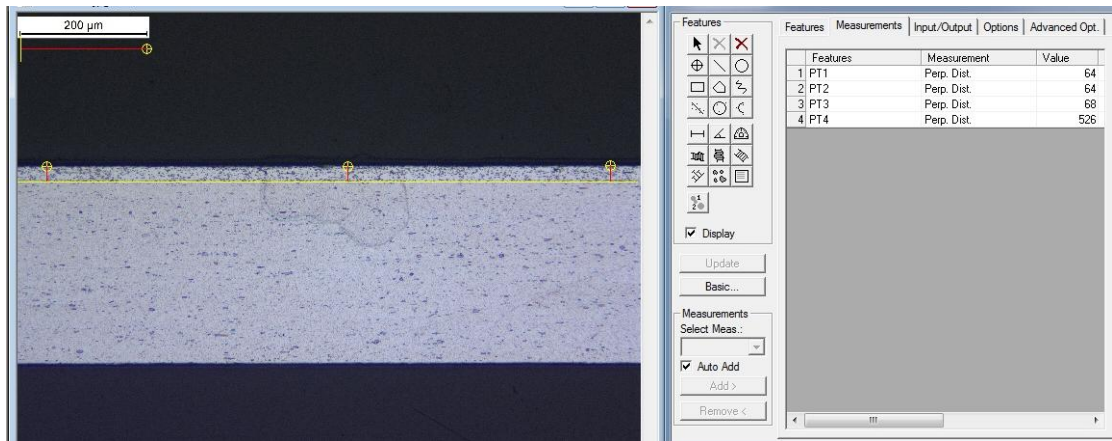 200 µm
Features
Display
Update
Basic...
Measurements
Select Meas.:
Auto Add
Add >
Remove <
Features Measurements Input/Output Options Advanced Opt.
Features Measurement Value
1 PT1 Perp. Dist. 64
2 PT2 Perp. Dist. 64
3 PT3 Perp. Dist. 68
4 PT4 Perp. Dist. 526